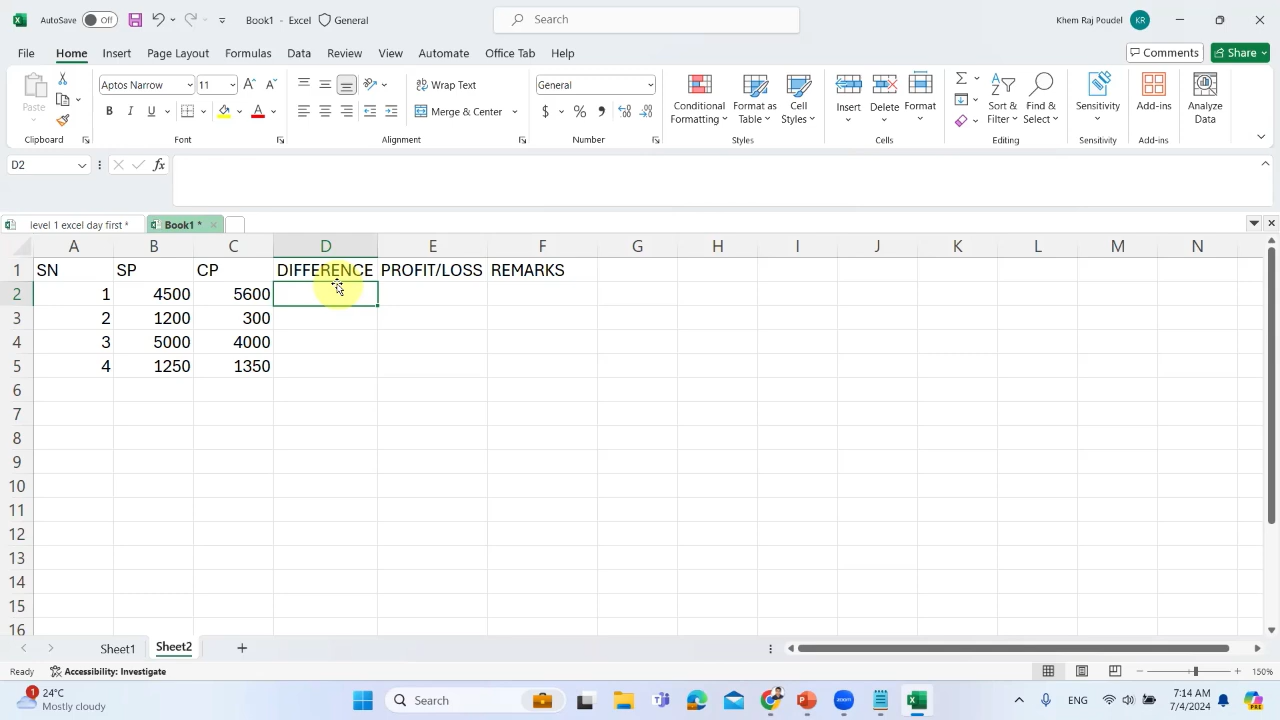 AutoSave Off Book1 - Excel General Search Khem Raj Poudel KR
File Home Insert Page Layout Formulas Data Review View Automate Office Tab Help Comments Share
Paste Aptos Narrow 11 Wrap Text General Conditional Formatting Format as Table Cell Styles Insert Delete Format Sort & Filter Find & Select Sensitivity Add-ins Analyze Data
B I U A Merge & Center $ % ,
Clipboard Font Alignment Number Styles Cells Editing Sensitivity Add-ins
D2 fx
level 1 excel day first * Book1 *
A B C D E F G H I J K L M N
1 SN SP CP DIFFERENCE PROFIT/LOSS REMARKS
2 1 4500 5600
3 2 1200 300
4 3 5000 4000
5 4 1250 1350
6
7
8
9
10
11
12
13
14
15
16
Sheet1 Sheet2
Ready Accessibility: Investigate 150%
1 24°C Search zoom ENG 7:14 AM
Mostly cloudy 7/4/2024 PRE